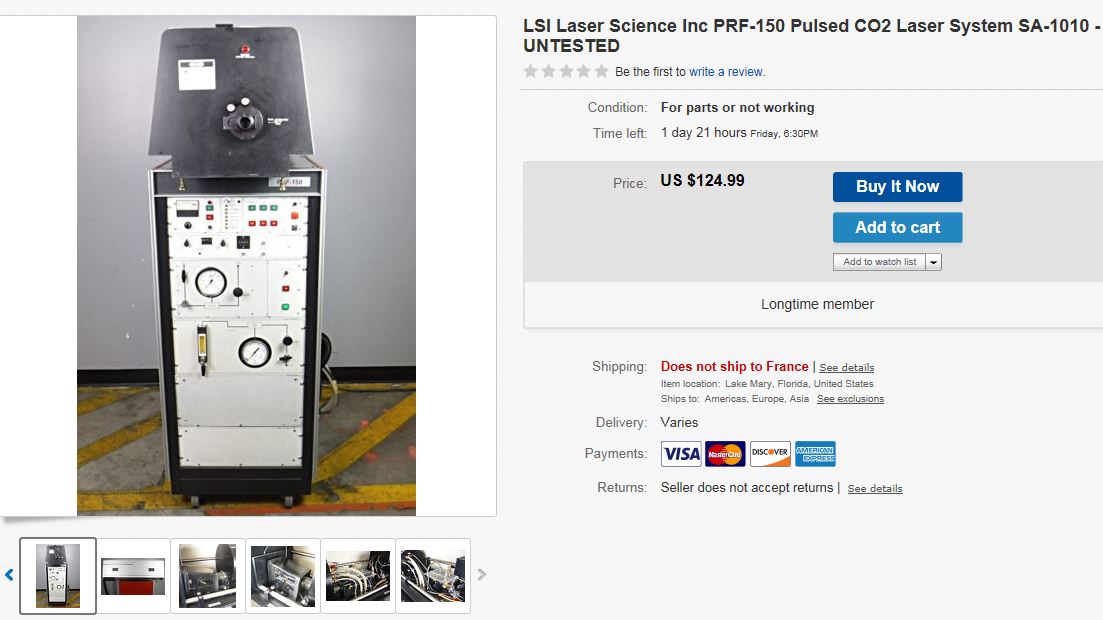 LSI Laser Science Inc PRF-150 Pulsed CO2 Laser System SA-1010 -
UNTESTED
Be the first to write a review.
Condition: For parts or not working
Time left: 1 day 21 hours Friday, 6:30PM
Price: US $124.99
Buy It Now
Add to cart
Add to watch list
Longtime member
Shipping: Does not ship to France | See details
Item location: Lake Mary, Florida, United States
Ships to: Americas, Europe, Asia See exclusions
Delivery: Varies
Payments: VISA MasterCard DISCOVER AMERICAN EXPRESS
Returns: Seller does not accept returns | See details
PRF-150